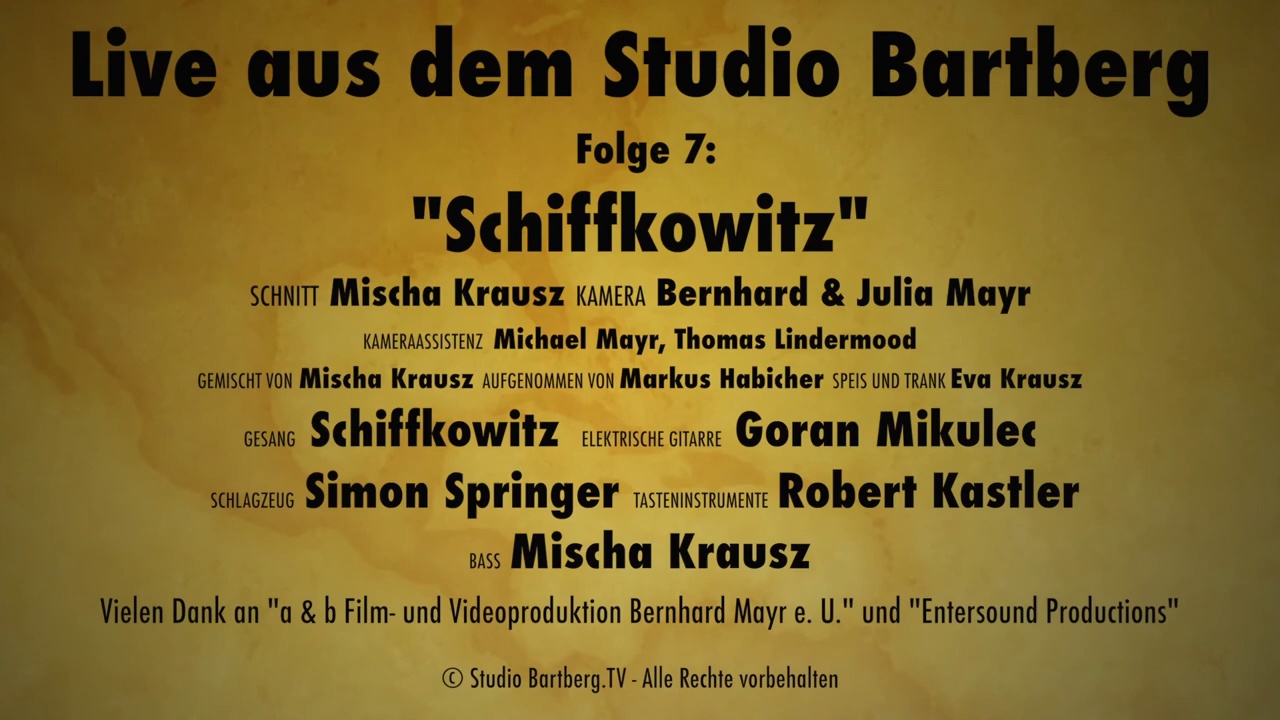 Live aus dem Studio Bartberg
Folge 7:
"Schiffkowitz"
SCHNITT Mischa Krausz KAMERA Bernhard & Julia Mayr
KAMERAASSISTENZ Michael Mayr, Thomas Lindermood
GEMISCHT VON Mischa Krausz AUFGENOMMEN VON Markus Habicher SPEIS UND TRANK Eva Krausz
GESANG Schiffkowitz ELEKTRISCHE GITARRE Goran Mikulec
SCHLAGZEUG Simon Springer TASTENINSTRUMENTE Robert Kastler
BASS Mischa Krausz
Vielen Dank an "a & b Film- und Videoproduktion Bernhard Mayr e. U." und "Entersound Productions"
© Studio Bartberg.TV - Alle Rechte vorbehalten